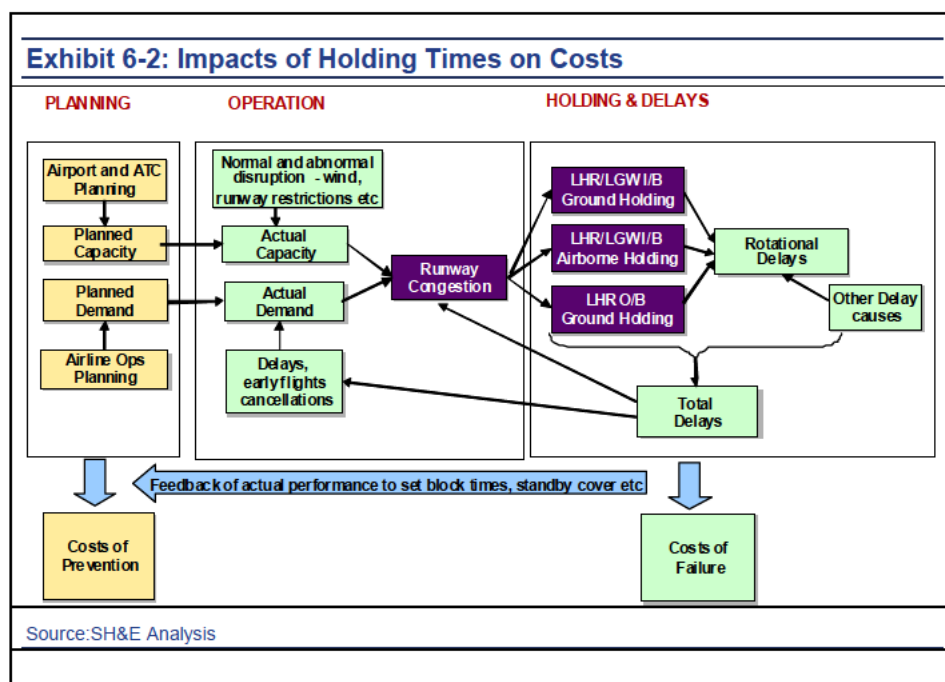 Exhibit 6-2: Impacts of Holding Times on Costs
PLANNING
OPERATION
HOLDING & DELAYS
Airport and ATC
Planning
Planned
Capacity
Planned
Demand
Airline Ops
Planning
Normal and abnormal
disruption - wind,
runway restrictions etc
Actual
Capacity
Actual
Demand
Delays,
early flights
cancellations
Runway
Congestion
LHR/LGWI/B
Ground Holding
LHR/LGWI/B
Airborne Holding
LHR O/B
Ground Holding
Rotational
Delays
Other Delay
causes
Total
Delays
Feedback of actual performance to set block times, standby cover etc
Costs of
Prevention
Costs of
Failure
Source:SH&E Analysis